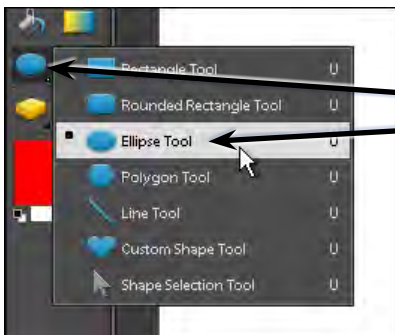 Rectangle Tool U
Rounded Rectangle Tool U
Ellipse Tool U
Polygon Tool U
Line Tool U
Custom Shape Tool U
Shape Selection Tool U